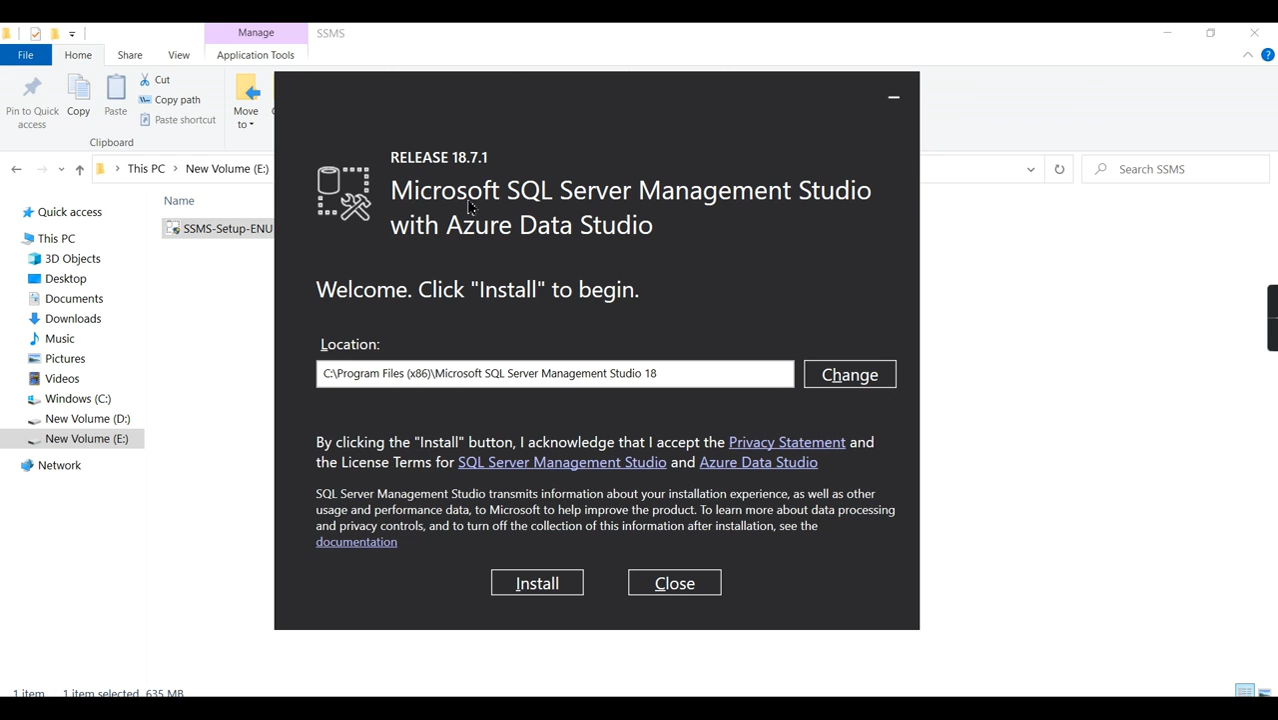 Manage
SSMS
File
Home
Share
View
Application Tools
Pin to Quick
access
Copy
Paste
Cut
Copy path
Paste shortcut
Move
to
Clipboard
This PC
New Volume (E:)
Search SSMS
Name
Quick access
SSMS-Setup-ENU
This PC
3D Objects
Desktop
Documents
Downloads
Music
Pictures
Videos
Windows (C:)
New Volume (D:)
New Volume (E:)
Network
RELEASE 18.7.1
Microsoft SQL Server Management Studio
with Azure Data Studio
Welcome. Click "Install" to begin.
Location:
C:\Program Files (x86)\Microsoft SQL Server Management Studio 18
Change
By clicking the "Install" button, I acknowledge that I accept the Privacy Statement and
the License Terms for SQL Server Management Studio and Azure Data Studio
SQL Server Management Studio transmits information about your installation experience, as well as other
usage and performance data, to Microsoft to help improve the product. To learn more about data processing
and privacy controls, and to turn off the collection of this information after installation, see the
documentation
Install
Close
1 item
1 item selected
635 MB